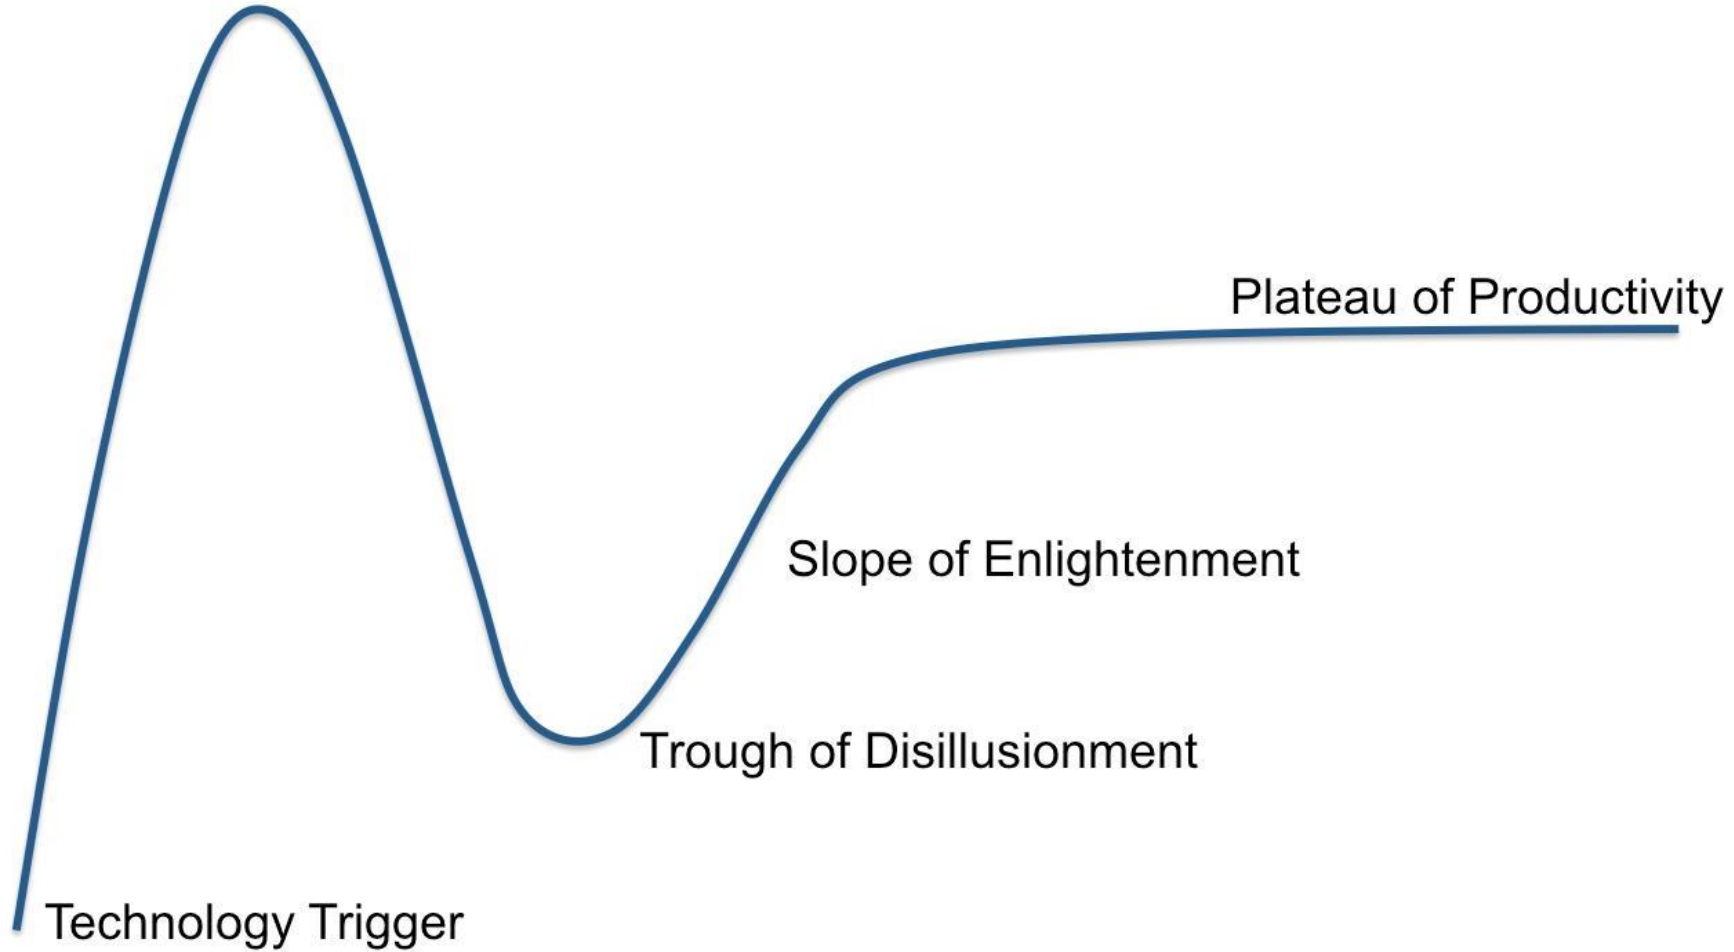 Plateau of Productivity
Slope of Enlightenment
Trough of Disillusionment
Technology Trigger